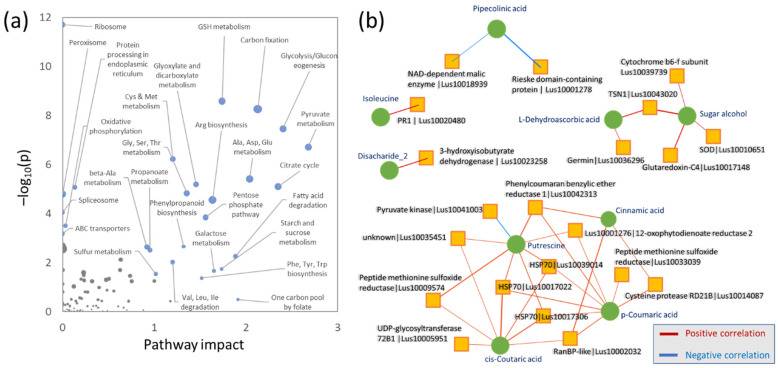 (a)
12
10
8
6
4
2
0
−log10(p)
0
1
2
3
Pathway impact
Ribosome
Peroxisome
Protein
processing in
endoplasmic
reticulum
GSH metabolism
Carbon fixation
Glyoxylate and
dicarboxylate
metabolism
Glycolysis/Glucon
eogenesis
Cys & Met
metabolism
Pyruvate
metabolism
Oxidative
phosphorylation
Arg biosynthesis
Gly, Ser, Thr
metabolism
Ala, Asp, Glu
metabolism
Citrate cycle
beta-Ala
metabolism
Propanoate
metabolism
Pentose
phosphate
pathway
Fatty acid
degradation
Spliceosome
Phenylpropanoid
biosynthesis
Starch and
sucrose metabolism
ABC transporters
Galactose
metabolism
Sulfur metabolism
Phe, Tyr, Trp
biosynthesis
Val, Leu, Ile
degradation
One carbon pool
by folate
(b)
Pipecolinic acid
NAD-dependent malic
enzyme | Lus10018939
Rieske domain-containing
protein | Lus10001278
Cytochrome b6-f subunit
Lus10039739
TSN1|Lus10043020
Isoleucine
PR1 | Lus10020480
L-Dehydroascorbic acid
Sugar alcohol
SOD|Lus10010651
Germin|Lus10036296
Glutaredoxin-C4|Lus10017148
Disacharide_2
3-hydroxyisobutyrate
dehydrogenase | Lus10023258
Phenylcoumaran benzylic ether
reductase 1|Lus10042313
Pyruvate kinase|Lus10041003
Cinnamic acid
unknown|Lus10035451
Putrescine
Lus10001276|12-oxophytodienoate reductase 2
HSP70|Lus10039014
Peptide methionine sulfoxide
reductase|Lus10033039
Peptide methionine sulfoxide
reductase|Lus10009574
HSP70|Lus10017022
Cysteine protease RD21B|Lus10014087
HSP70|Lus10017306
p-Coumaric Acid
UDP-glycosyltransferase
72B1|Lus10005951
cis-Coutaric acid
RanBP-like|Lus10002032
Positive correlation
Negative correlation